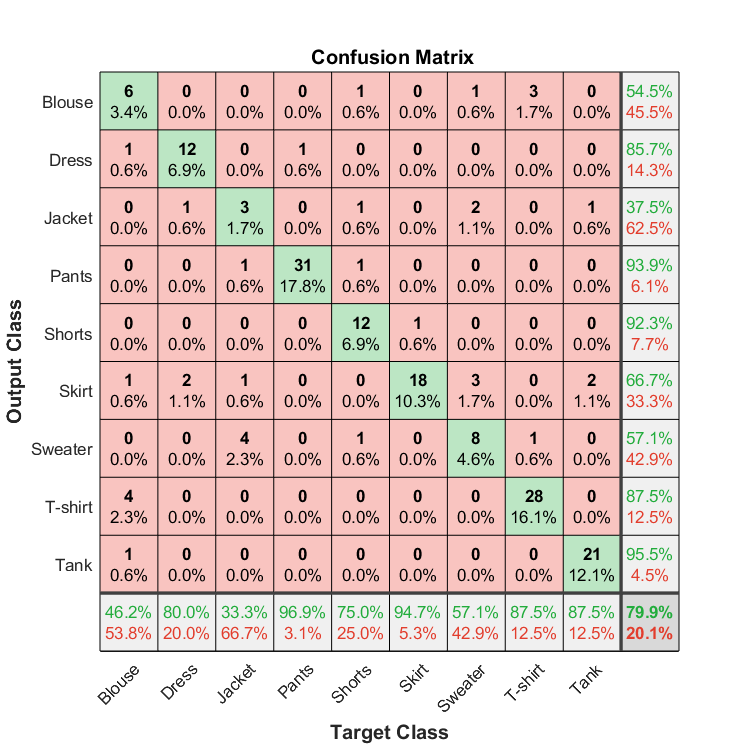 Confusion Matrix
Blouse 6 0 0 0 1 0 1 3 0 54.5%
3.4% 0.0% 0.0% 0.0% 0.6% 0.0% 0.6% 1.7% 0.0% 45.5%
Dress 1 12 0 1 0 0 0 0 0 85.7%
0.6% 6.9% 0.0% 0.6% 0.0% 0.0% 0.0% 0.0% 0.0% 14.3%
Jacket 0 1 3 0 1 0 2 0 1 37.5%
0.0% 0.6% 1.7% 0.0% 0.6% 0.0% 1.1% 0.0% 0.6% 62.5%
Pants 0 0 1 31 1 0 0 0 0 93.9%
0.0% 0.0% 0.6% 17.8% 0.6% 0.0% 0.0% 0.0% 0.0% 6.1%
Shorts 0 0 0 0 12 1 0 0 0 92.3%
0.0% 0.0% 0.0% 0.0% 6.9% 0.6% 0.0% 0.0% 0.0% 7.7%
Skirt 1 2 1 0 0 18 3 0 2 66.7%
0.6% 1.1% 0.6% 0.0% 0.0% 10.3% 1.7% 0.0% 1.1% 33.3%
Sweater 0 0 4 0 1 0 8 1 0 57.1%
0.0% 0.0% 2.3% 0.0% 0.6% 0.0% 4.6% 0.6% 0.0% 42.9%
T-shirt 4 0 0 0 0 0 0 28 0 87.5%
2.3% 0.0% 0.0% 0.0% 0.0% 0.0% 0.0% 16.1% 0.0% 12.5%
Tank 1 0 0 0 0 0 0 0 21 95.5%
0.6% 0.0% 0.0% 0.0% 0.0% 0.0% 0.0% 0.0% 12.1% 4.5%
46.2% 80.0% 33.3% 96.9% 75.0% 94.7% 57.1% 87.5% 87.5% 79.9%
53.8% 20.0% 66.7% 3.1% 25.0% 5.3% 42.9% 12.5% 12.5% 20.1%
Blouse Dress Jacket Pants Shorts Skirt Sweater T-shirt Tank
Target Class
Output Class